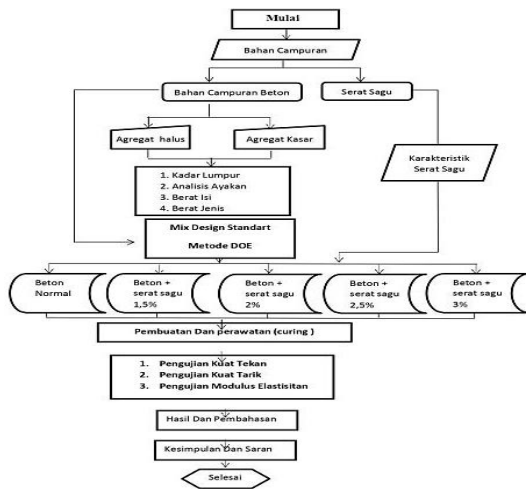 Mulai
Bahan Campuran
Bahan Campuran Beton
Serat Sagu
Agregat halus
Agregat Kasar
Karakteristik
Serat Sagu
1. Kadar Lumpur
2. Analisis Ayakan
3. Berat Isi
4. Berat Jenis
Mix Design Standart
Metode DOE
Beton
Normal
Beton +
serat sagu
1,5%
Beton +
serat sagu
2%
Beton +
serat sagu
2,5%
Beton +
serat sagu
3%
Pembuatan Dan perawatan (curing )
1. Pengujian Kuat Tekan
2. Pengujian Kuat Tarik
3. Pengujian Modulus Elastisitan
Hasil Dan Pembahasan
Kesimpulan Dan Saran
Selesai